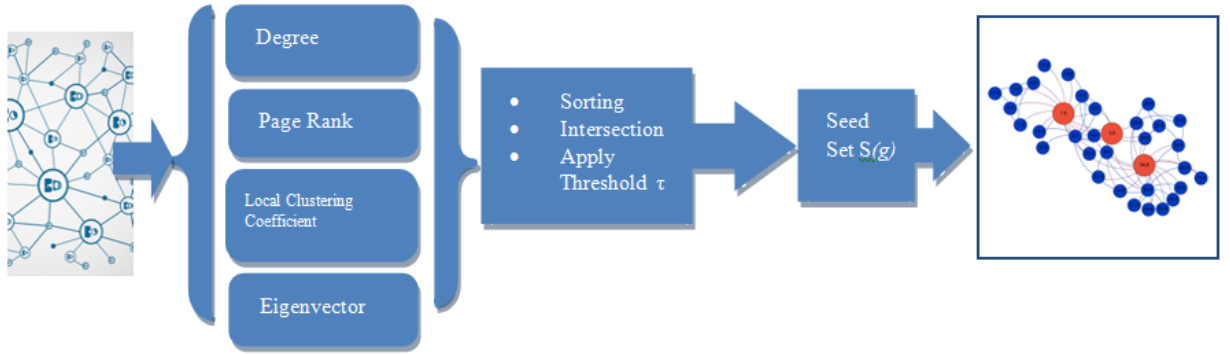 Degree
Page Rank
Local Clustering
Coefficient
Eigenvector
• Sorting
• Intersection
• Apply
Threshold τ
Seed
Set S(g)